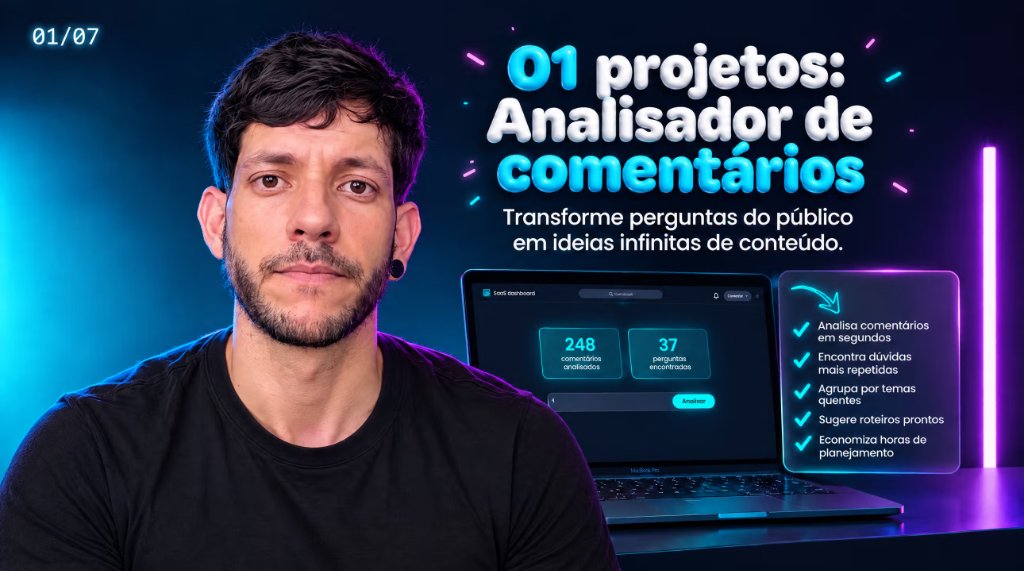 01/07
01 projetos:
Analisador de
comentários
Transforme perguntas do público
em ideias infinitas de conteúdo.
SaaS dashboard
248
comentários
analisados
37
perguntas
encontradas
Analisar
MacBook Pro
Analisa comentários
em segundos
Encontra dúvidas
mais repetidas
Agrupa por temas
quentes
Sugere roteiros prontos
Economiza horas de
planejamento